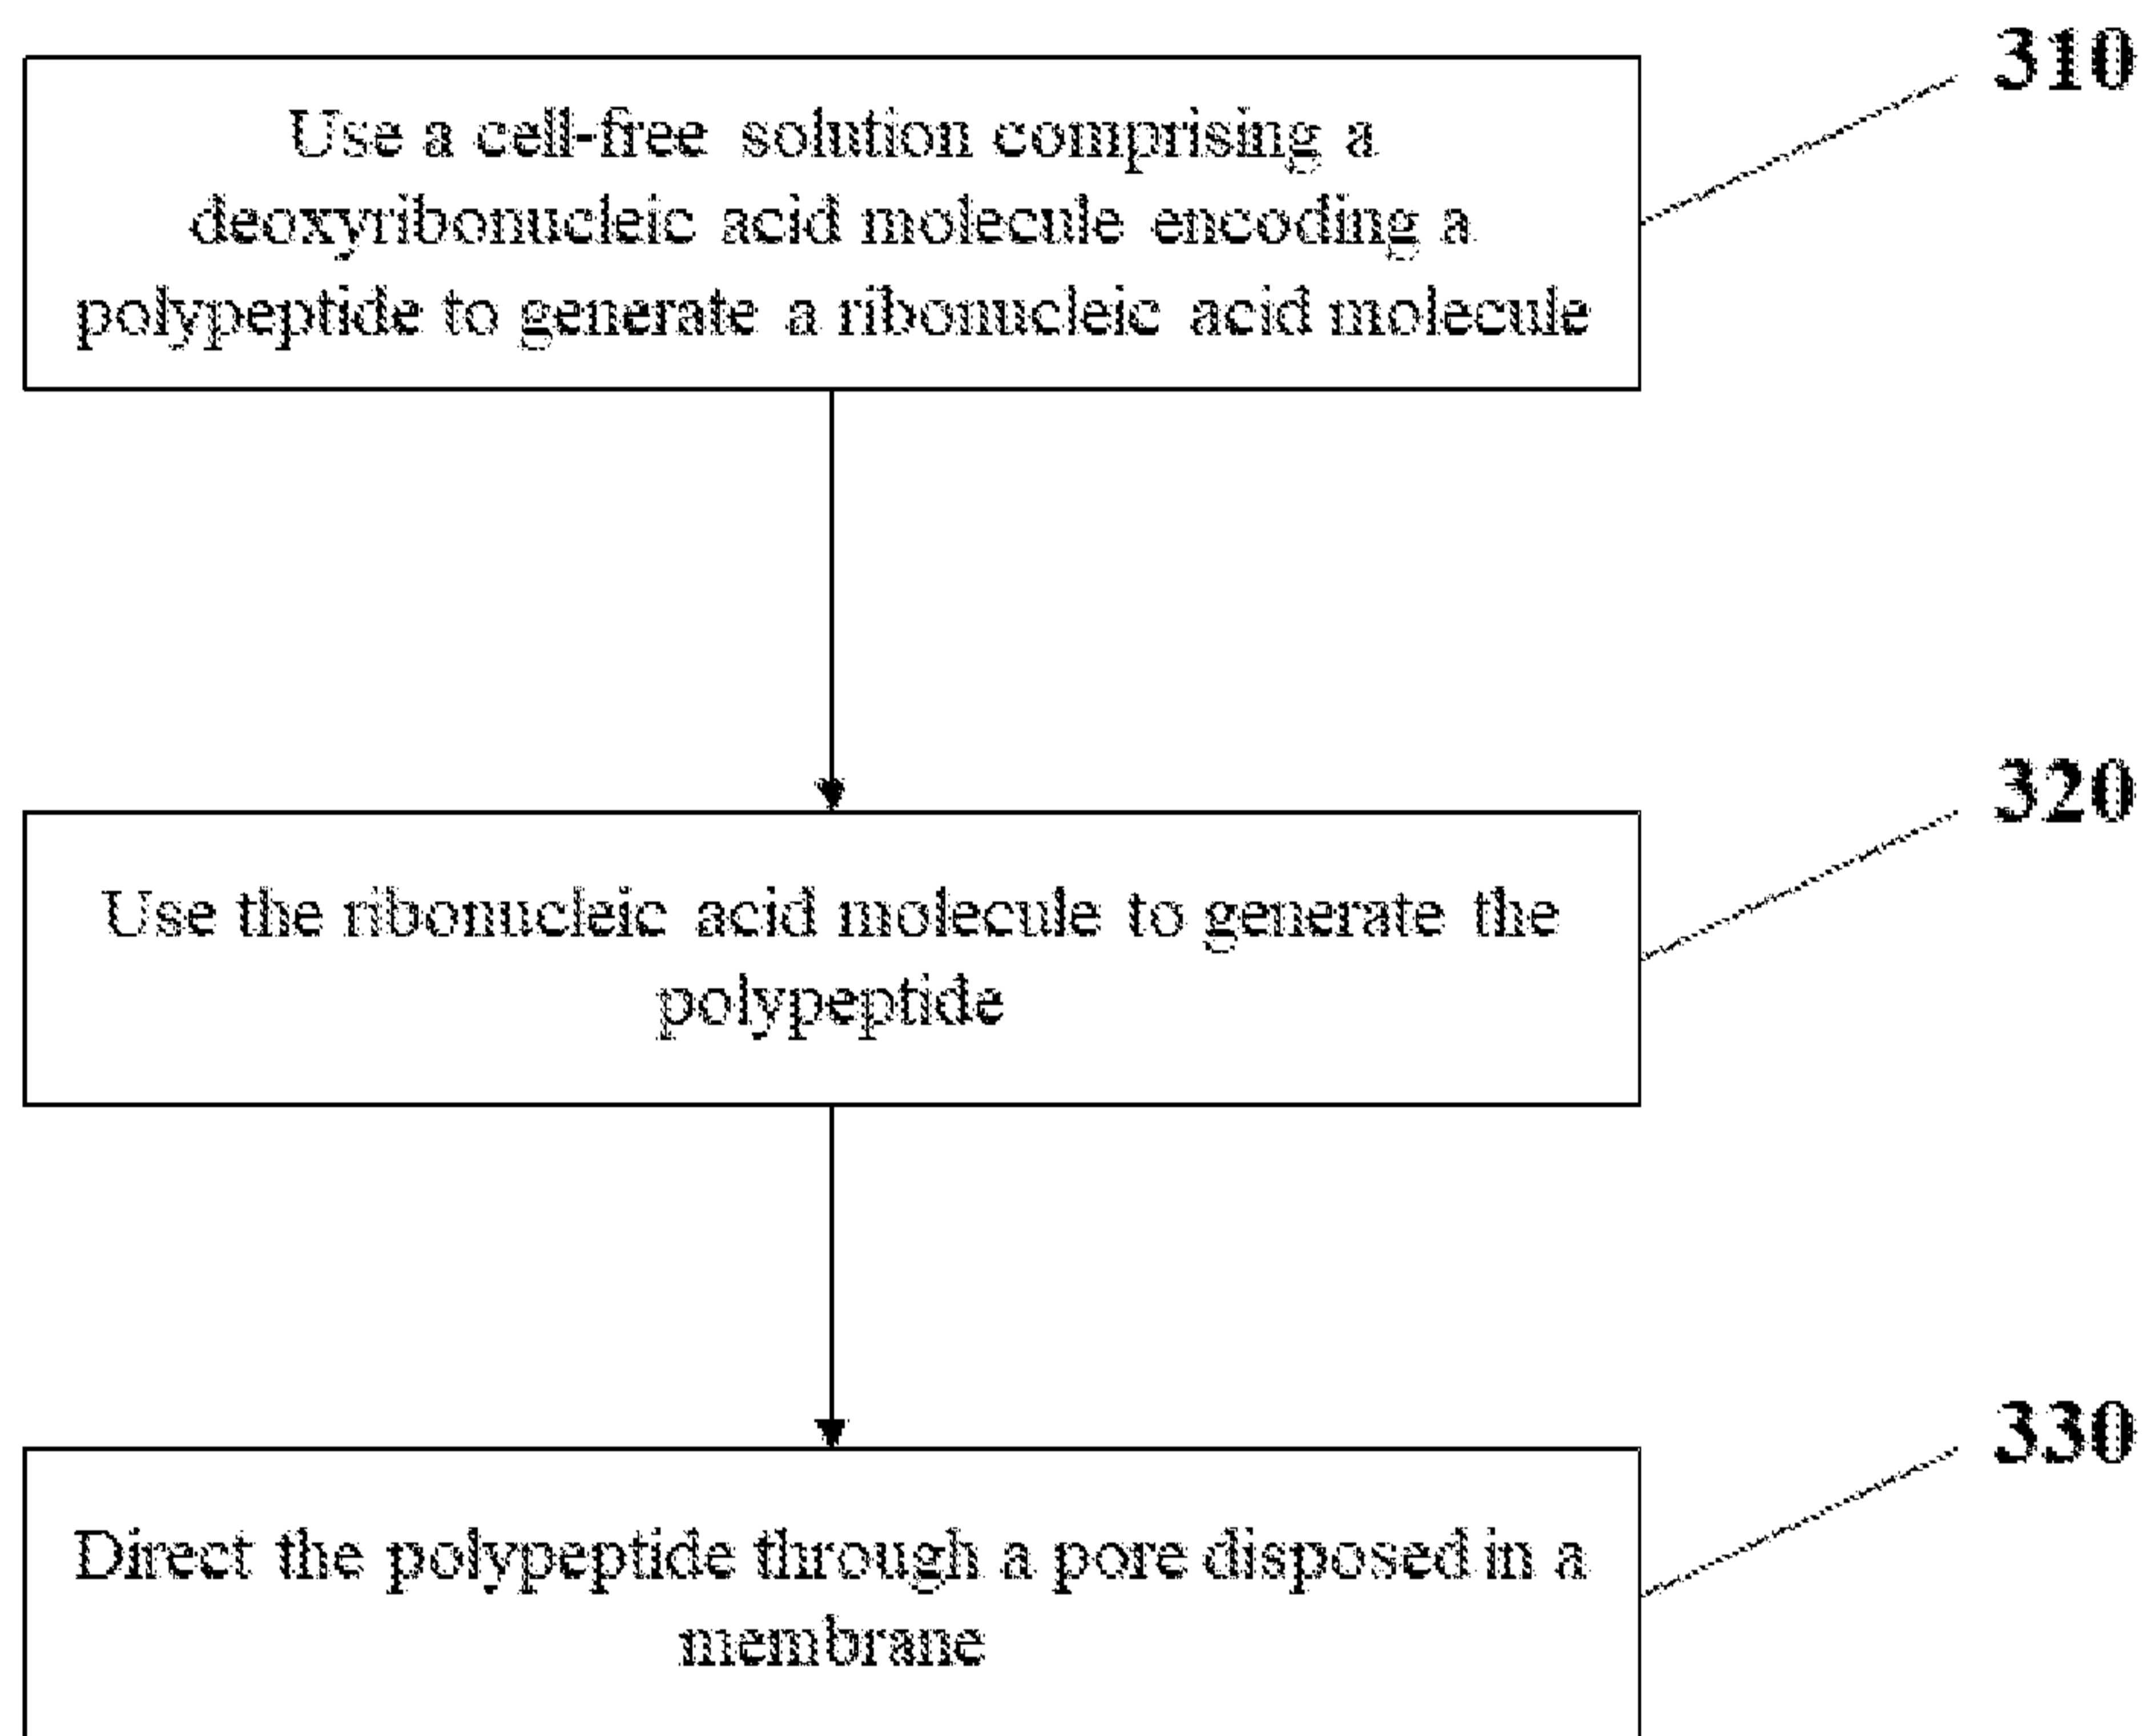 310
Use a cell-free solution comprising a
deoxyribonucleic acid molecule encoding a
polypeptide to generate a ribonucleic acid molecule
320
Use the ribonucleic acid molecule to generate the
polypeptide
330
Direct the polypeptide through a pore disposed in a
membrane